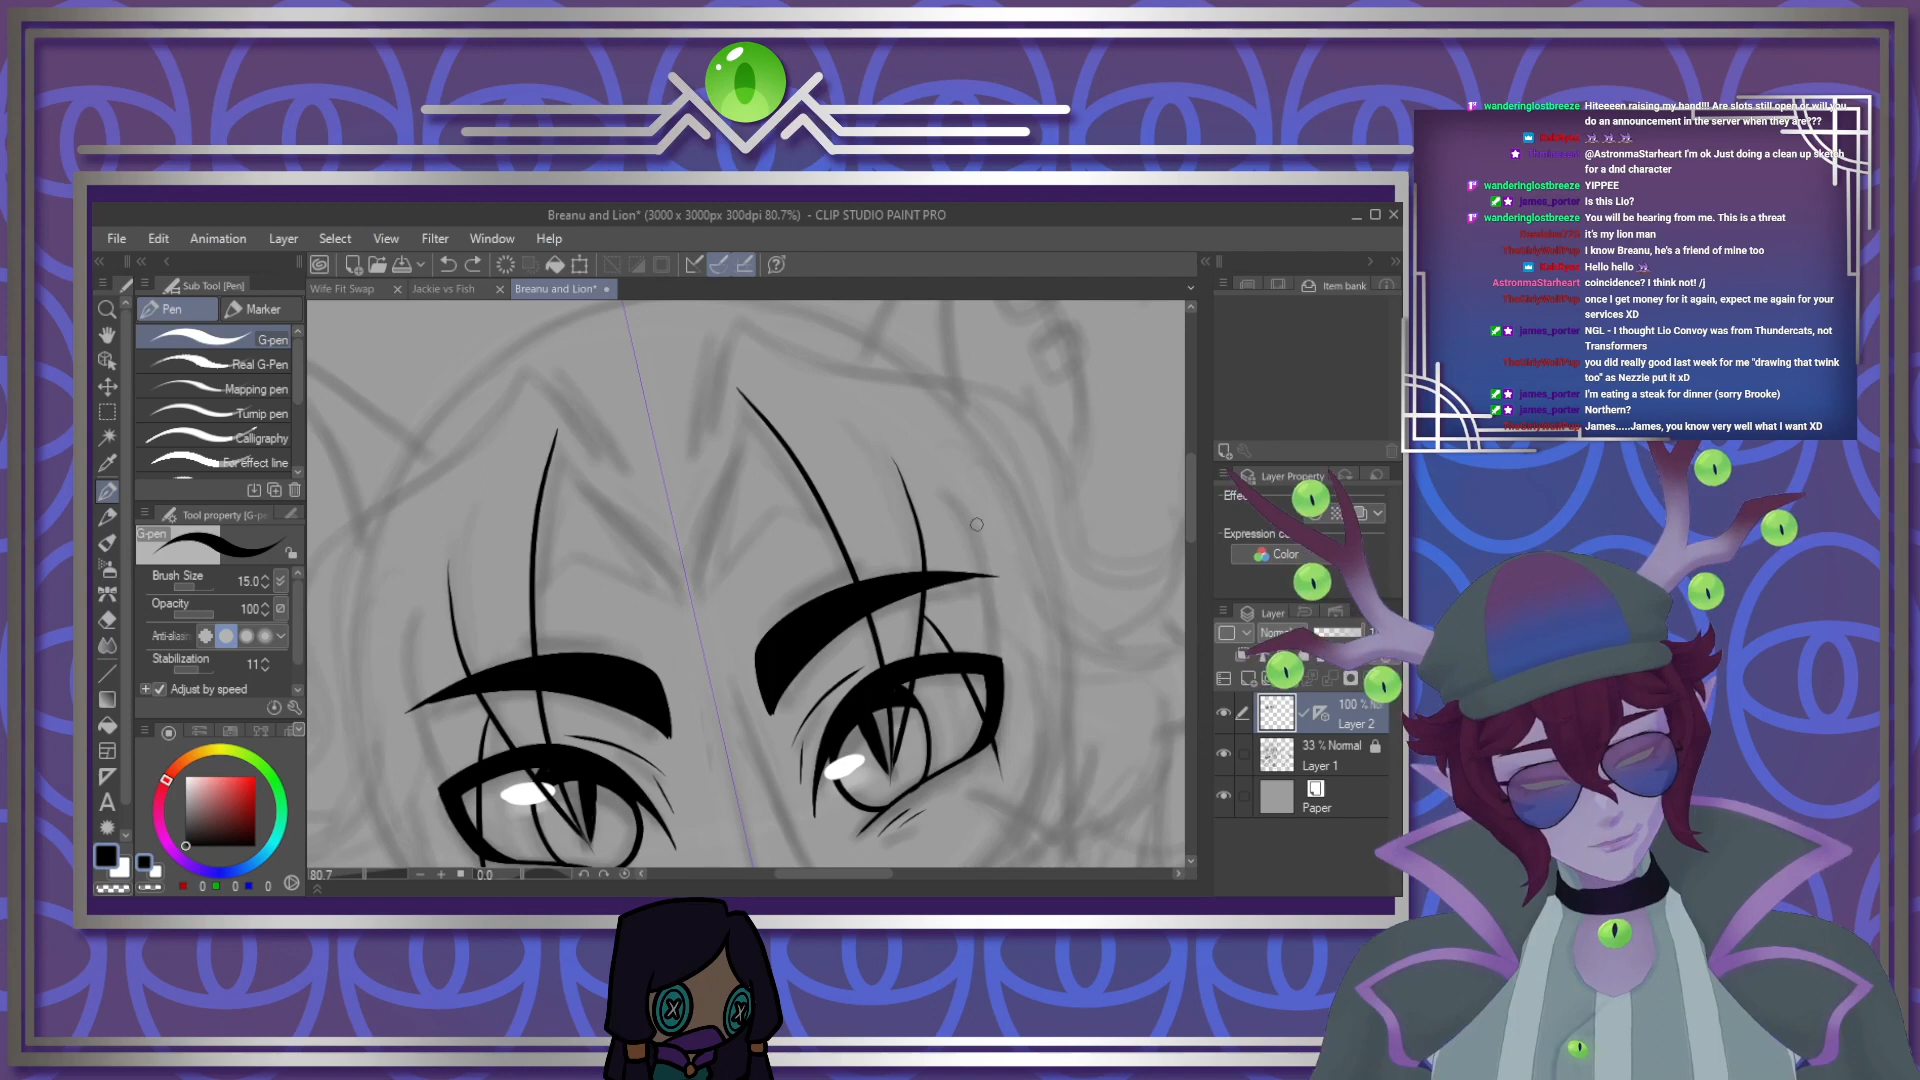 wanderinglostbreeze Hiteeeen raising my hand!!! Are slots still open or will you
do an announcement in the server when they are???
@AstronmaStarheart I'm ok Just doing a clean up sketch
for a dnd character
wanderinglostbreeze YIPPEE
james_porter Is this Lio?
wanderinglostbreeze You will be hearing from me. This is a threat
it's my lion man
I know Breanu, he's a friend of mine too
Hello hello
AstronmaStarheart coincidence? I think not! /j
once I get money for it again, expect me again for your
services XD
james_porter NGL - I thought Lio Convoy was from Thundercats, not
Transformers
you did really good last week for me "drawing that twink
too" as Nezzie put it xD
james_porter I'm eating a steak for dinner (sorry Brooke)
james_porter Northern?
James.....James, you know very well what I want XD
Breanu and Lion* (3000 x 3000px 300dpi 80.7%) - CLIP STUDIO PAINT PRO
File Edit Animation Layer Select View Filter Window Help
Sub Tool [Pen]
Wife Fit Swap Jackie vs Fish Breanu and Lion*
Item bank
Pen Marker
G-pen
Real G-Pen
Mapping pen
Turnip pen
Calligraphy
For effect line
Tool property [G-pe
G-pen
Brush Size 15.0
Opacity 100
Anti-aliasin
Stabilization 11
Adjust by speed
0 0 0
80.7 0.0
Layer Property
Effec
Expression co
Color
Layer
Norma
100 % No
Layer 2
33 % Normal
Layer 1
Paper